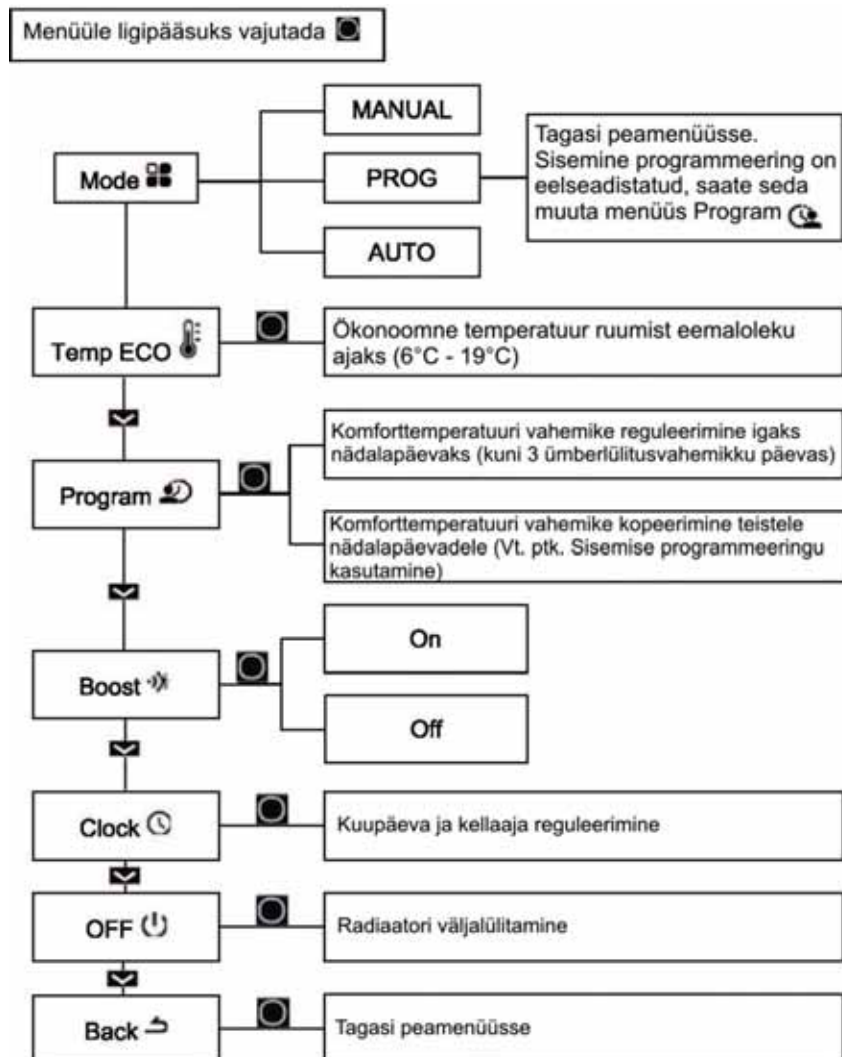 Menüüle ligipääsuks vajutada
MANUAL
Mode
PROG
AUTO
Tagasi peamenüüsse.
Sisemine programmeering on
eelseadistatud, saate seda
muuta menüüs Program
Temp ECO
Ökonoomne temperatuur ruumist eemaloleku
ajaks (6°C - 19°C)
Program
Komforttemperatuuri vahemike reguleerimine igaks
nädalapäevaks (kuni 3 ümberlülitusvahemikku päevas)
Komforttemperatuuri vahemike kopeerimine teistele
nädalapäevadele (Vt. ptk. Sisemise programmeeringu
kasutamine)
Boost
On
Off
Clock
Kuupäeva ja kellaaja reguleerimine
OFF
Radiaatori väljalülitamine
Back
Tagasi peamenüüsse